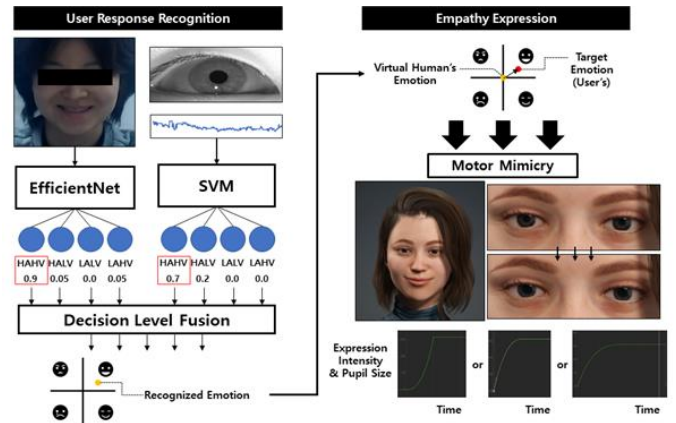 User Response Recognition
EfficientNet
SVM
HAHV HALV LALV LAHV
0.9 0.05 0.0 0.05
HAHV HALV LALV LAHV
0.7 0.2 0.0 0.0
Decision Level Fusion
Recognized Emotion
Empathy Expression
Virtual Human's
Emotion
Target
Emotion
(User's)
Motor Mimicry
Expression
Intensity
& Pupil Size
or
or
Time
Time
Time